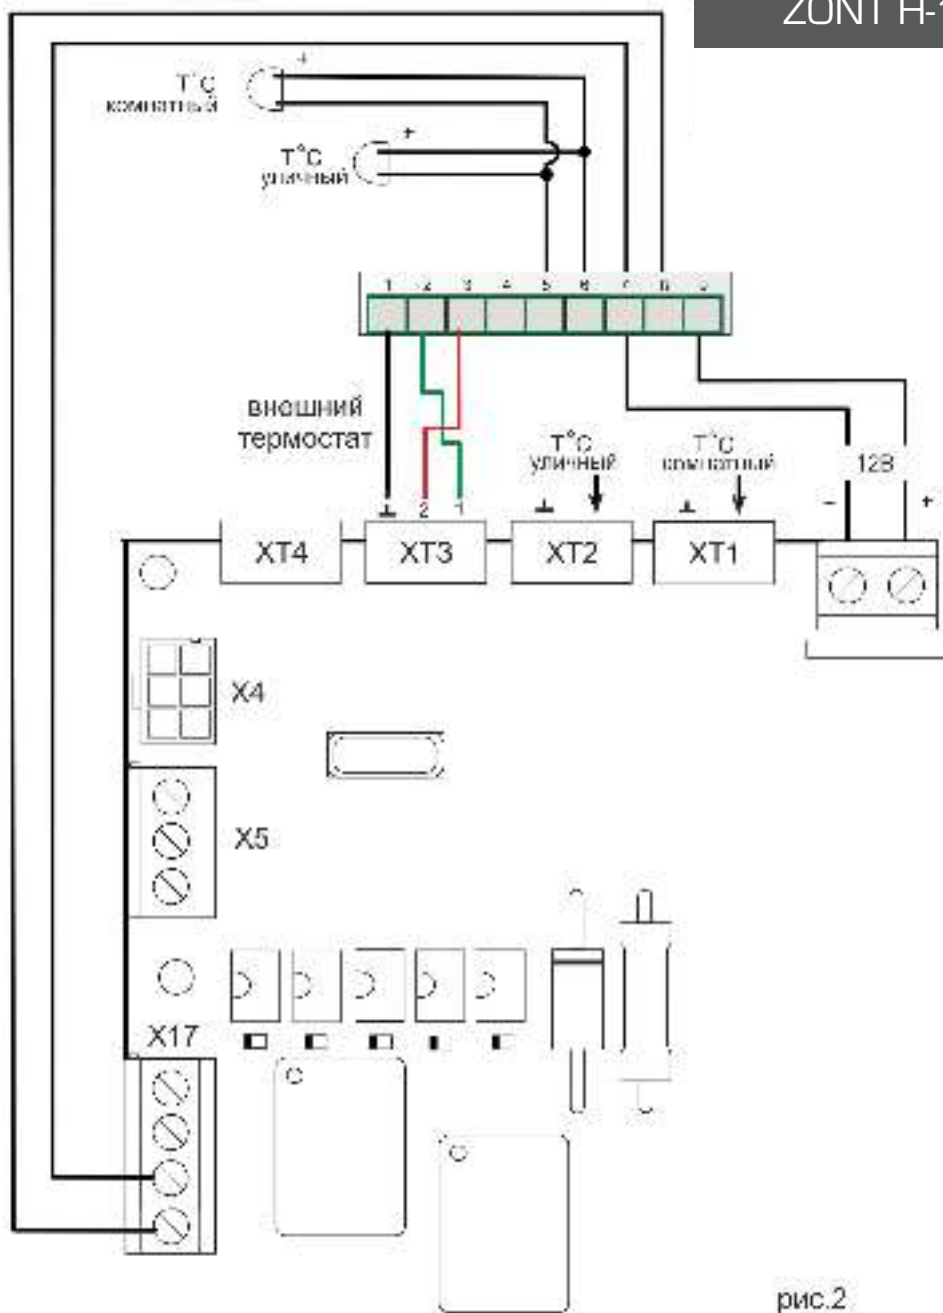 ZONT H-1
+
T°C
комнатный
+
T°C
уличный
1 2 3 4 5 6 7 8 9
внешний
термостат
T°C
уличный
T°C
комнатный
12В
- +
2 1
XT4
XT3
XT2
XT1
X4
X5
X17
рис.2